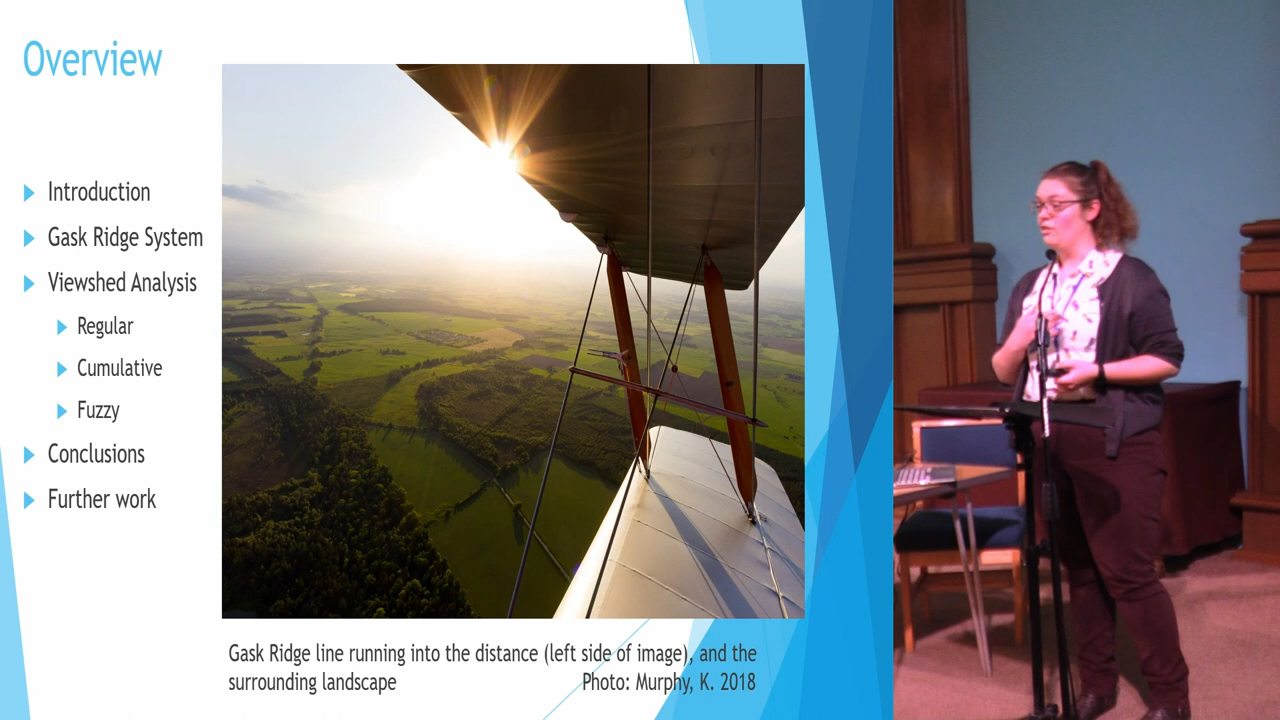 Overview
Introduction
Gask Ridge System
Viewshed Analysis
Regular
Cumulative
Fuzzy
Conclusions
Further work
Gask Ridge line running into the distance (left side of image), and the
surrounding landscape
Photo: Murphy, K. 2018